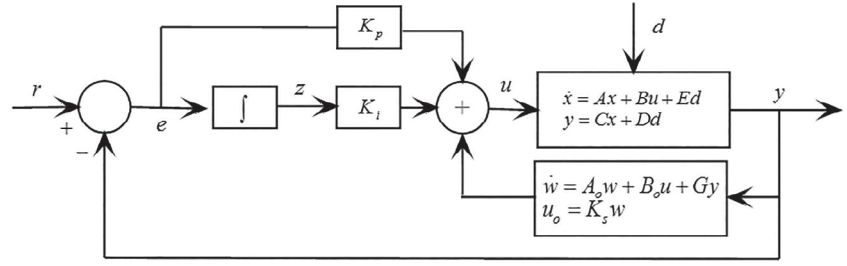 K_p
d
r
+
−
e
∫
z
K_i
+
u
ẋ = Ax + Bu + Ed
y = Cx + Dd
y
ẇ = A_o w + B_o u + Gy
u_o = K_s w